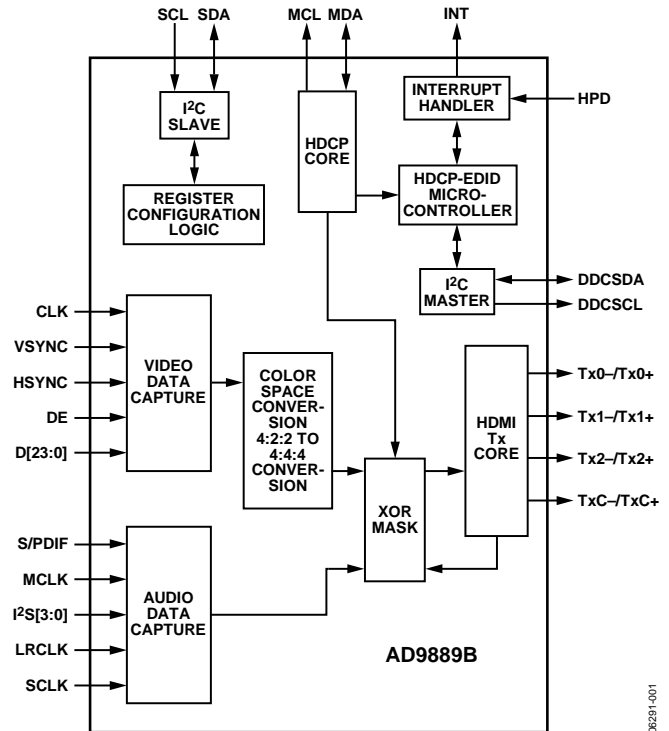 SCL SDA MCL MDA INT
I²C
SLAVE
HDCP
CORE
INTERRUPT
HANDLER
HPD
REGISTER
CONFIGURATION
LOGIC
HDCP-EDID
MICRO-
CONTROLLER
I²C
MASTER
DDCSDA
DDCSCL
CLK
VSYNC
HSYNC
DE
D[23:0]
VIDEO
DATA
CAPTURE
COLOR
SPACE
CONVER-
SION
4:2:2 TO
4:4:4
CONVER-
SION
XOR
MASK
HDMI
Tx
CORE
Tx0–/Tx0+
Tx1–/Tx1+
Tx2–/Tx2+
TxC–/TxC+
S/PDIF
MCLK
I²S[3:0]
LRCLK
SCLK
AUDIO
DATA
CAPTURE
AD9889B
06291-001